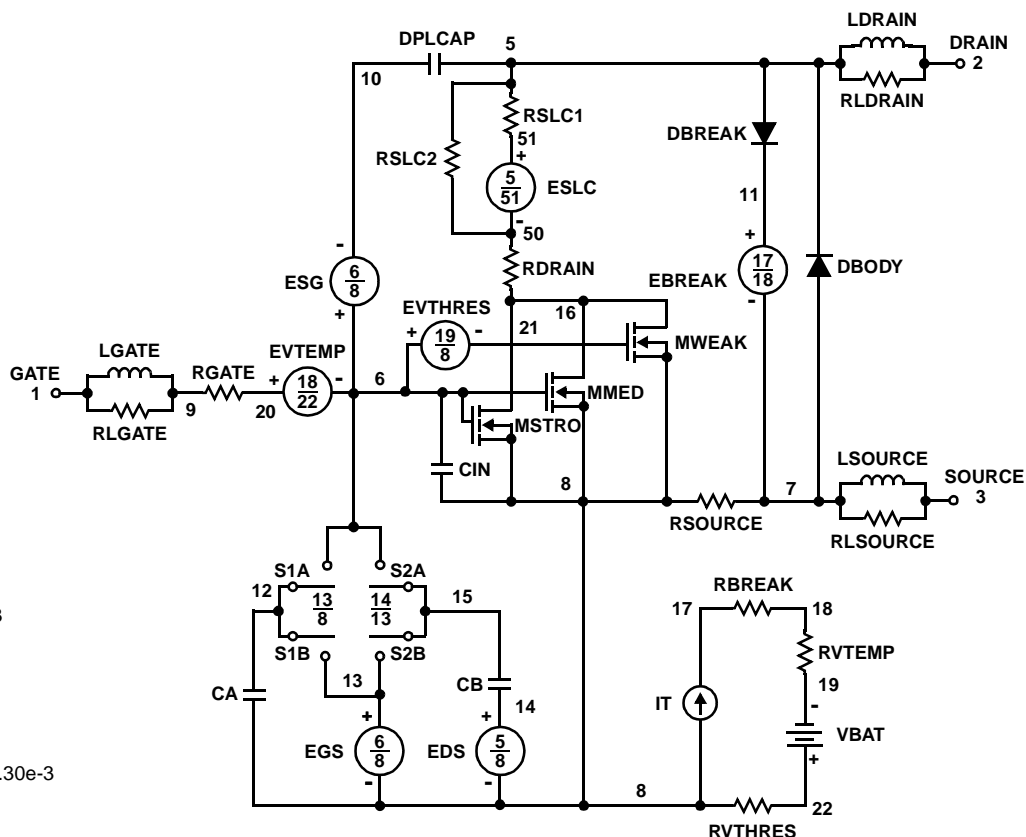 LDRAIN
DPLCAP
5
DRAIN
2
10
RLDRAIN
RSLC1
51
DBREAK
RSLC2
+
5
51
ESLC
11
-
50
-
+
17
18
RDRAIN
EBREAK
DBODY
ESG
6
8
-
+
EVTHRES
16
21
+
19
8
-
MWEAK
LGATE
EVTEMP
GATE
1
RGATE
+
18
22
-
6
MMED
9
20
RLGATE
MSTRO
LSOURCE
CIN
SOURCE
3
8
7
RSOURCE
RLSOURCE
S1A
S2A
12
13
8
14
13
15
RBREAK
17
18
S1B
S2B
RVTEMP
13
CB
19
CA
IT
-
14
+
+
VBAT
EGS
6
8
EDS
5
8
+
-
-
.30e-3
8
22
RVTHRES